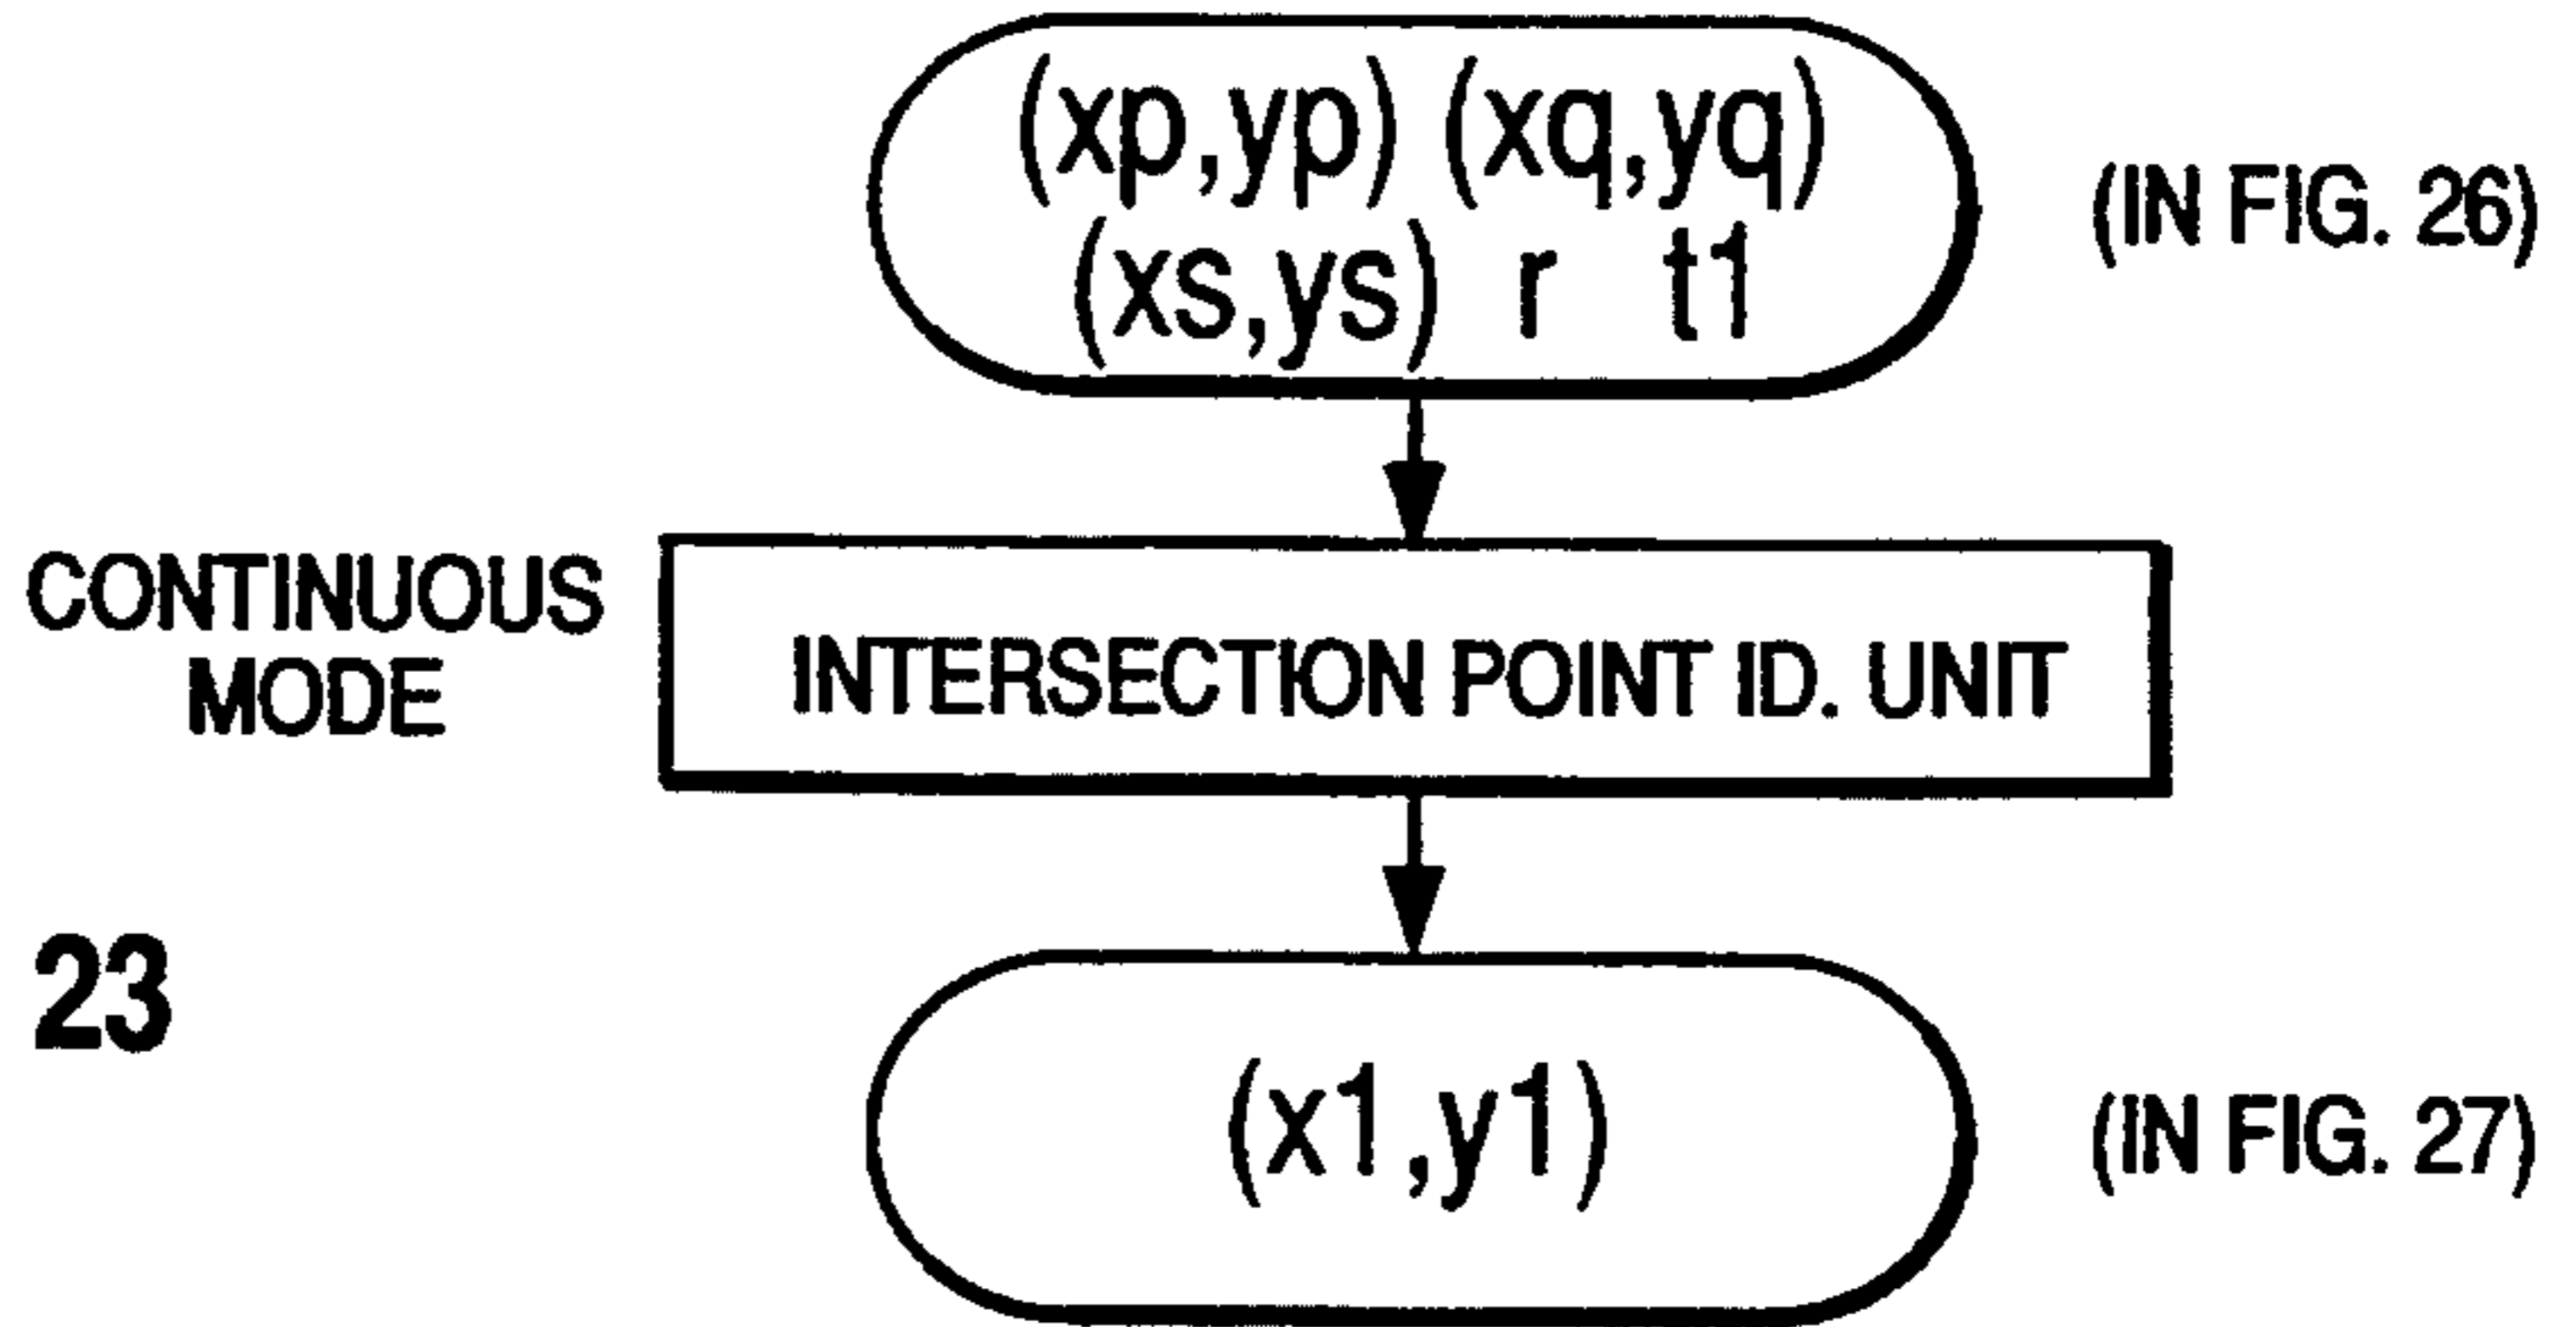 (xp,yp) (xq,yq)
(xs,ys) r t1
(IN FIG. 26)
CONTINUOUS
MODE
INTERSECTION POINT ID. UNIT
23
(x1,y1)
(IN FIG. 27)